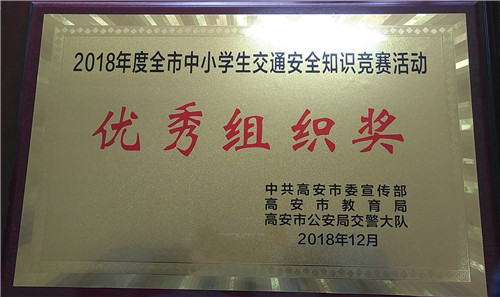 2018年度全市中小学生交通安全知识竞赛活动
优秀组织奖
中共高安市委宣传部
高安市教育局
高安市公安局交警大队
2018年12月